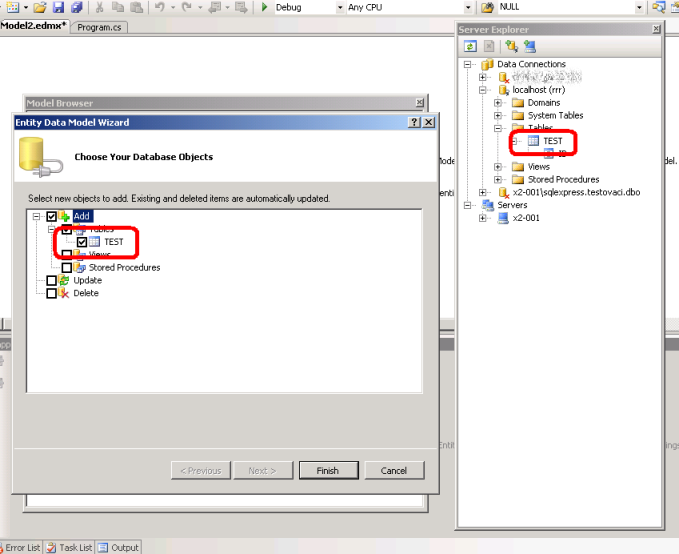 Debug
Any CPU
NULL
Model2.edmx*
Program.cs
Server Explorer
Data Connections
localhost (rrr)
Domains
System Tables
Tables
TEST
ID
Views
Stored Procedures
x2-001\sqlexpress.testovaci.dbo
Servers
x2-001
Model Browser
Entity Data Model Wizard
Choose Your Database Objects
Select new objects to add. Existing and deleted items are automatically updated.
Add
Tables
TEST
Views
Stored Procedures
Update
Delete
< Previous
Next >
Finish
Cancel
del.
Error List
Task List
Output